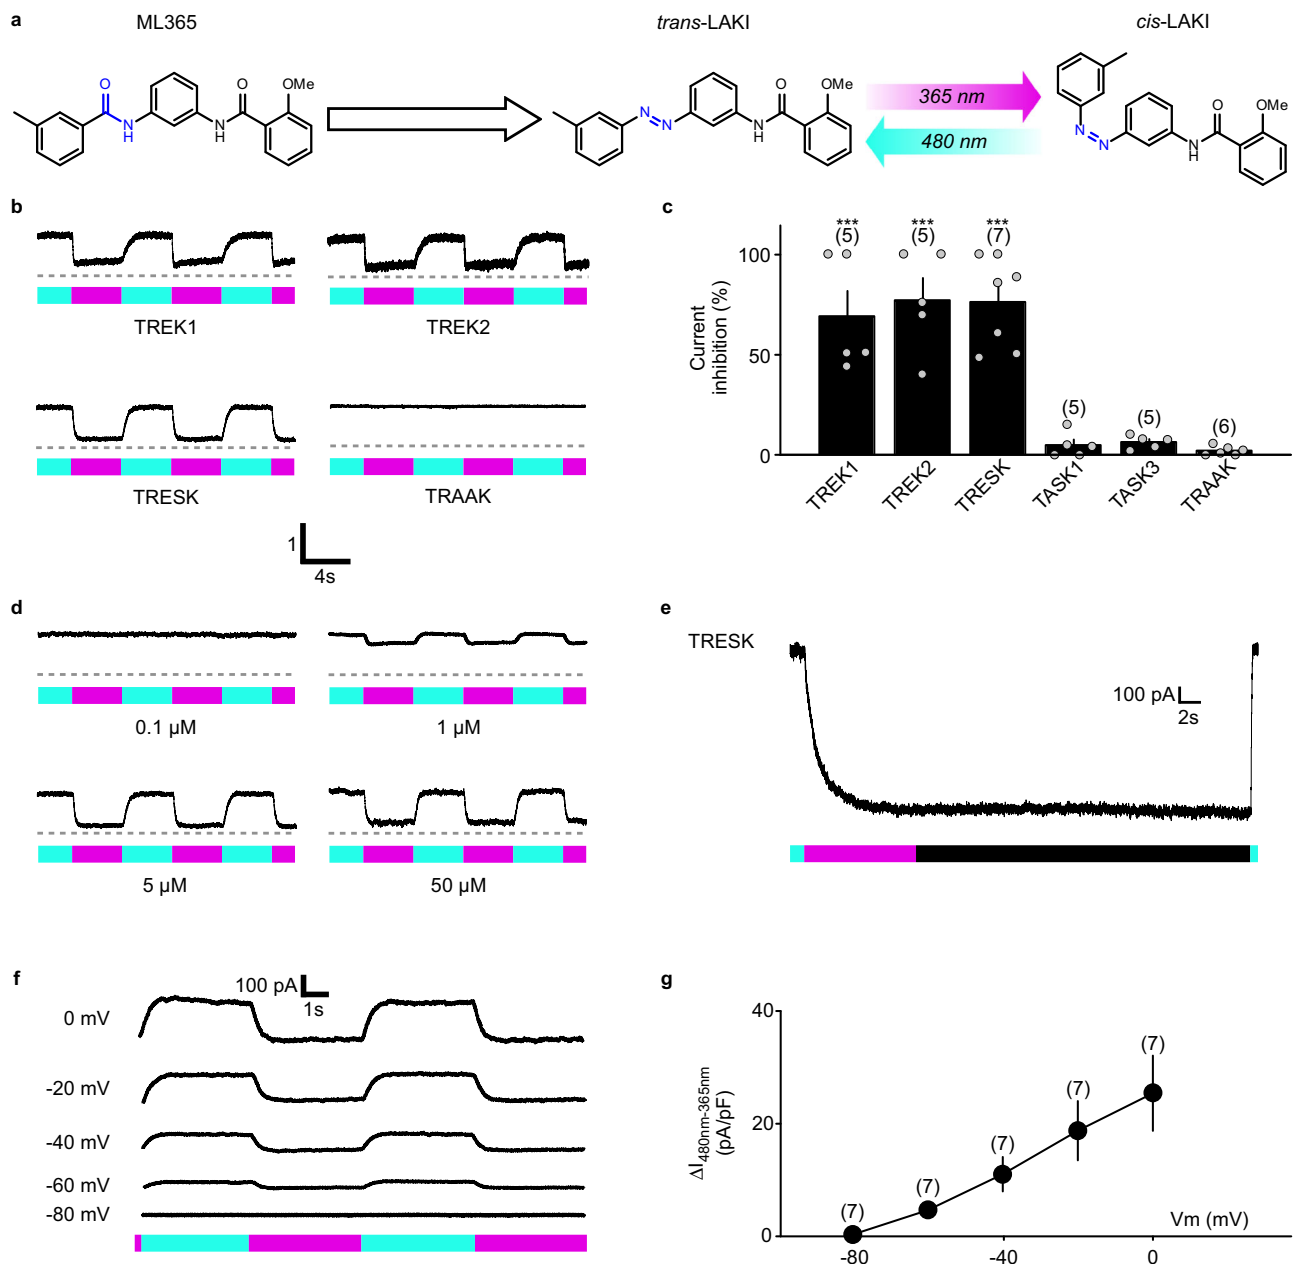 a
ML365
trans-LAKI
cis-LAKI
O
N
H
N
H
O
OMe
N
N
N
H
O
OMe
365 nm
480 nm
N
N
N
H
O
OMe
b
TREK1
TREK2
TRESK
TRAAK
1
4s
c
Current
inhibition (%)
100
50
0
***
(5)
***
(5)
***
(7)
(5)
(5)
(6)
TREK1
TREK2
TRESK
TASK1
TASK3
TRAAK
d
0.1 µM
1 µM
5 µM
50 µM
e
TRESK
100 pA
2s
f
100 pA
1s
0 mV
-20 mV
-40 mV
-60 mV
-80 mV
g
ΔI480nm-365nm
(pA/pF)
40
20
0
(7)
(7)
(7)
(7)
(7)
Vm (mV)
-80
-40
0